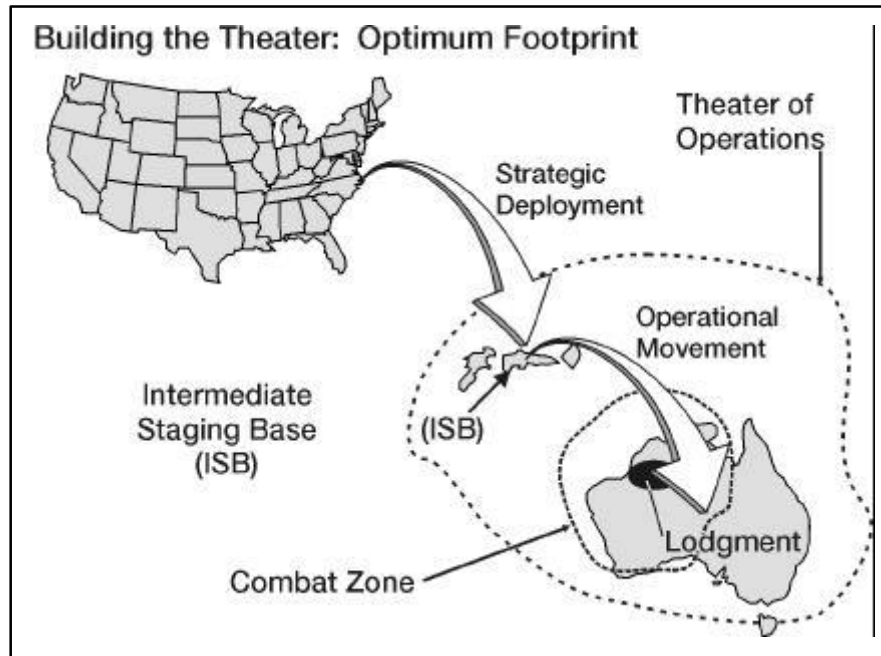 Building the Theater: Optimum Footprint
Theater of
Operations
Strategic
Deployment
Operational
Movement
Intermediate
Staging Base
(ISB)
(ISB)
Lodgment
Combat Zone